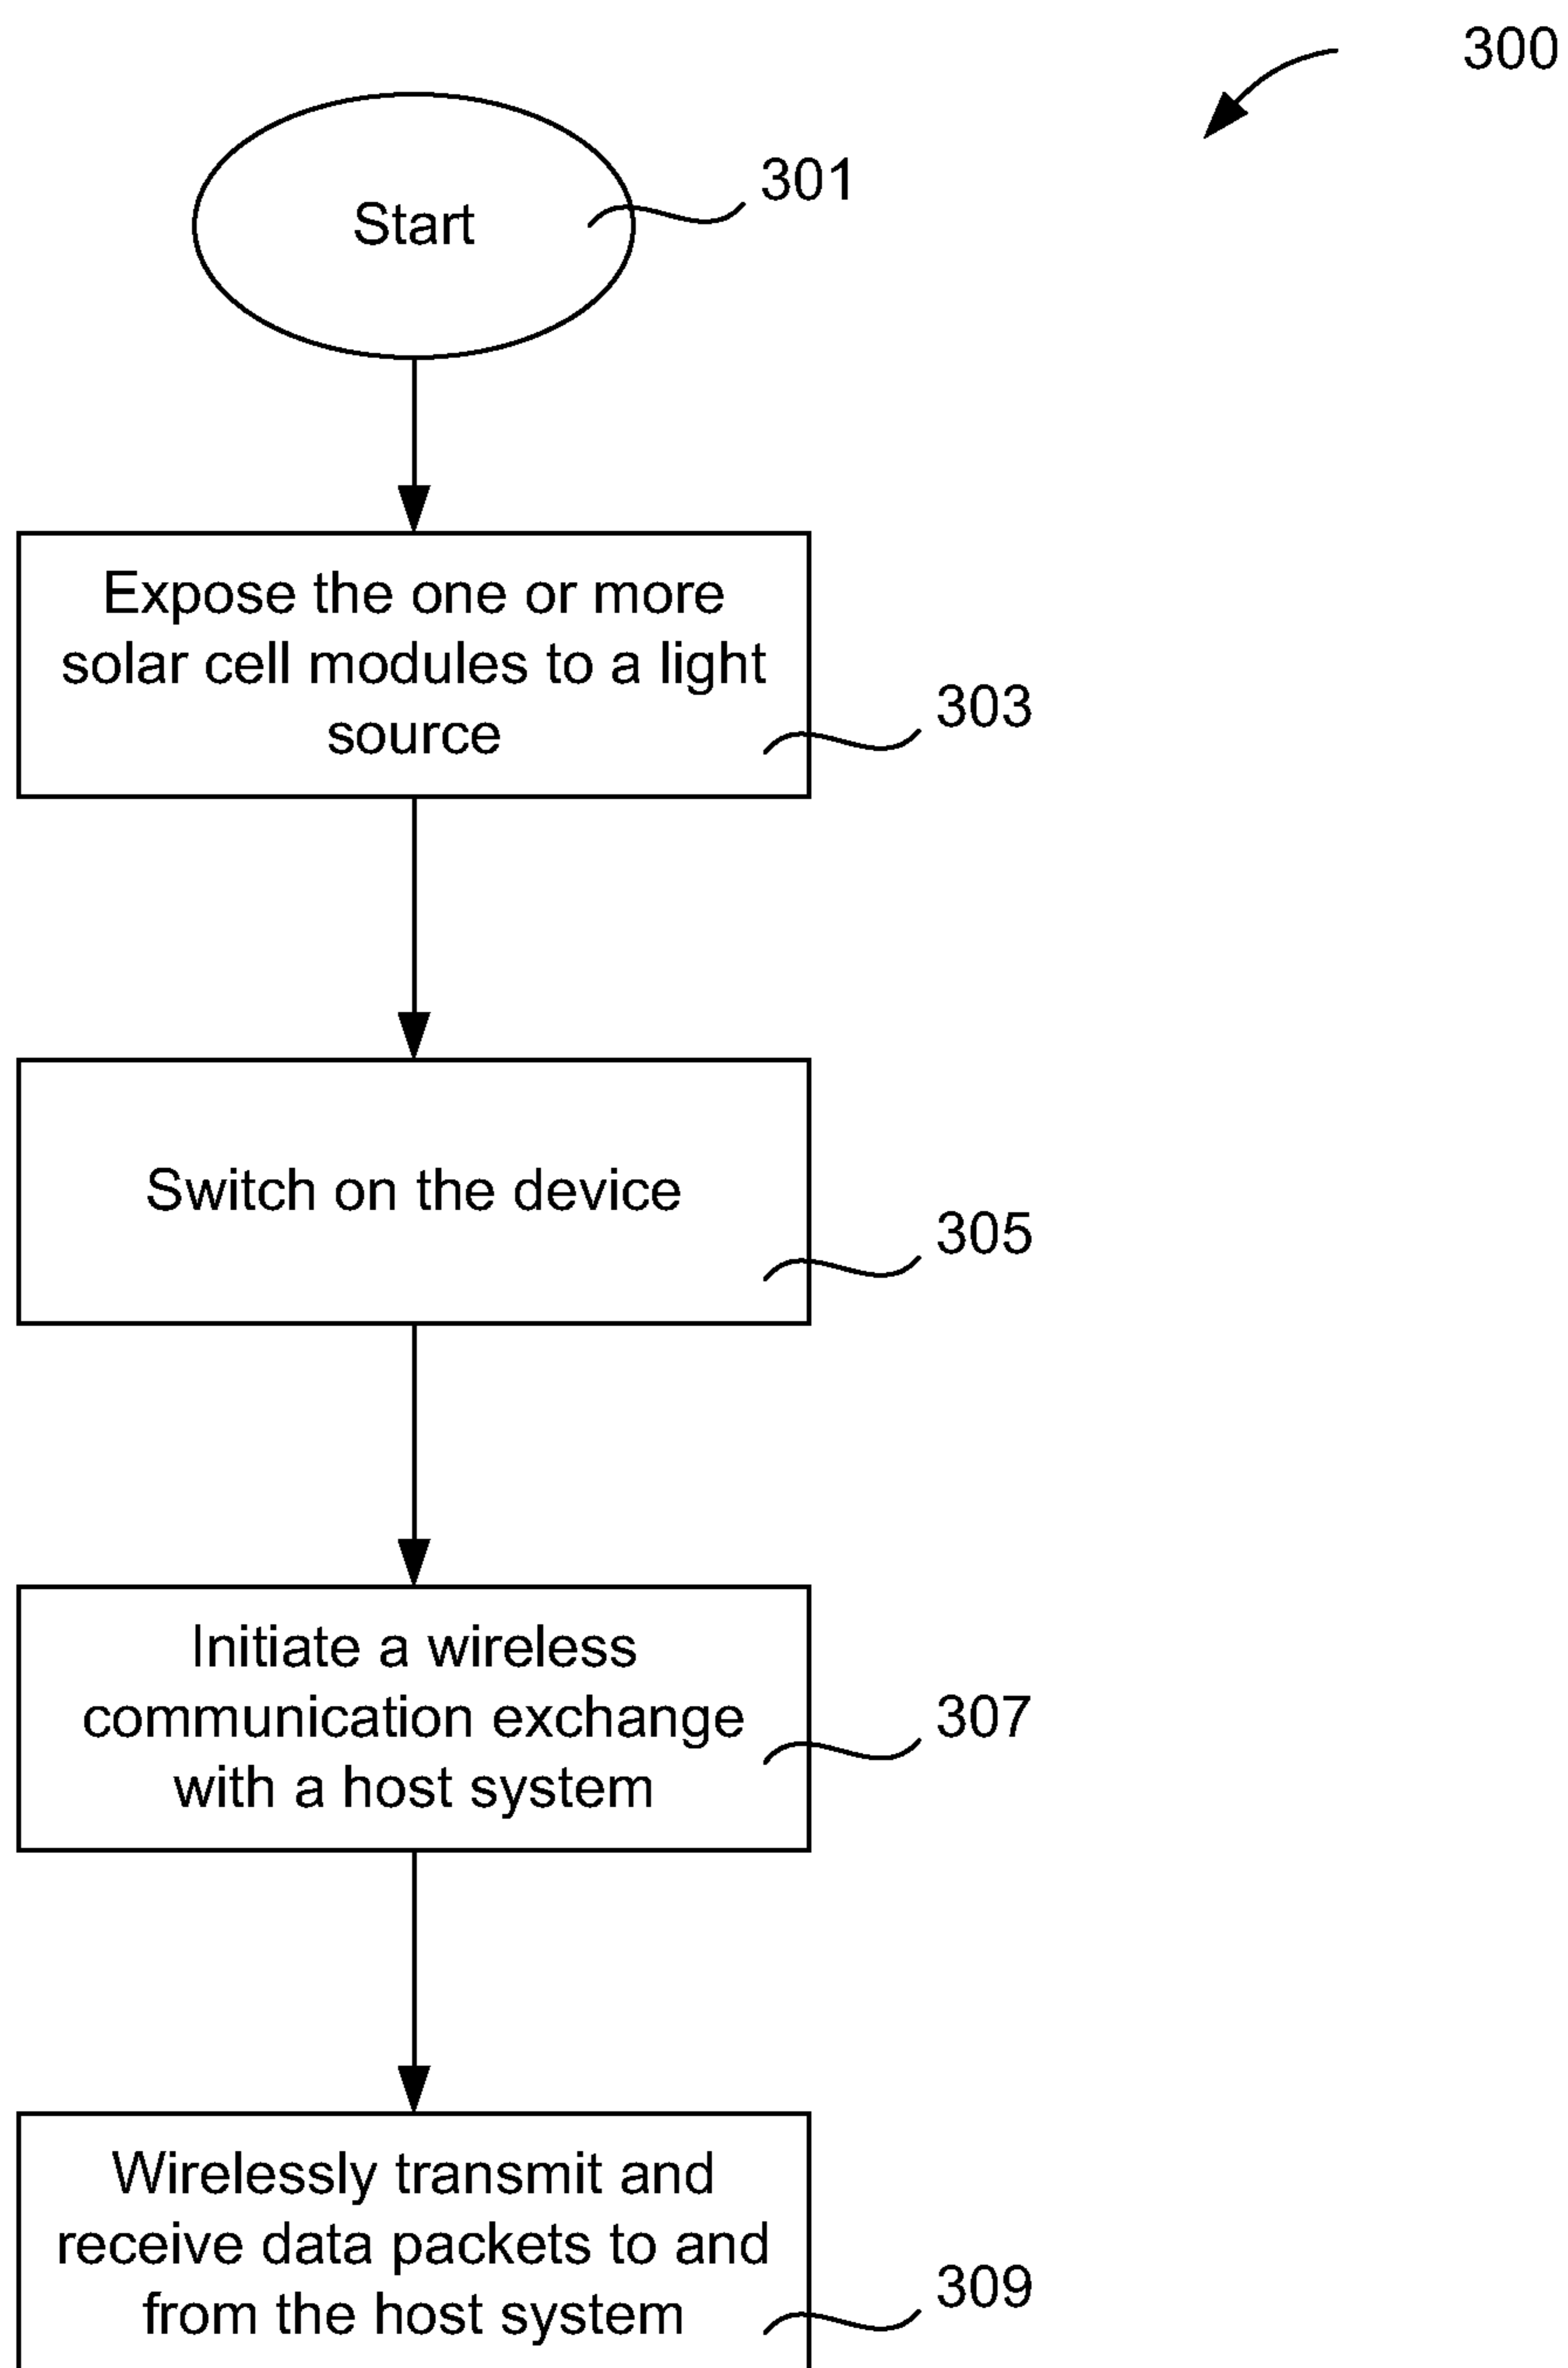 300
Start
301
Expose the one or more
solar cell modules to a light
source
303
Switch on the device
305
Initiate a wireless
communication exchange
with a host system
307
Wirelessly transmit and
receive data packets to and
from the host system
309